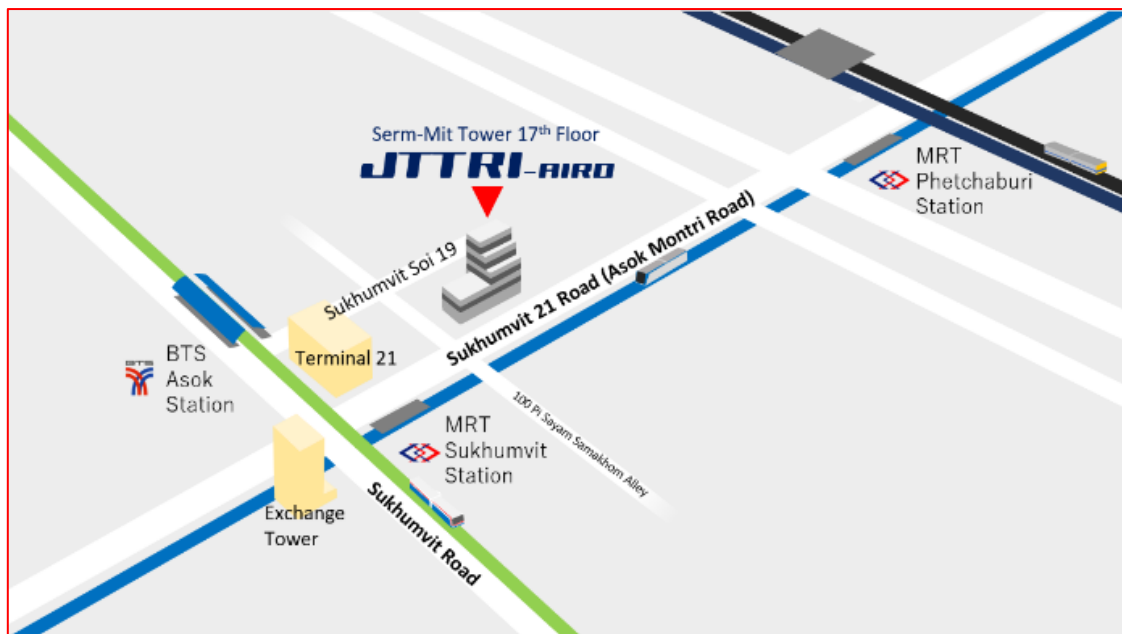 Serm-Mit Tower 17th Floor
JTTRI-AIRO
MRT
Phetchaburi
Station
Sukhumvit Soi 19
Sukhumvit 21 Road (Asok Montri Road)
Terminal 21
BTS
BTS
Asok
Station
100 Pi Sayam Samakhom Alley
MRT
Sukhumvit
Station
Exchange
Tower
Sukhumvit Road